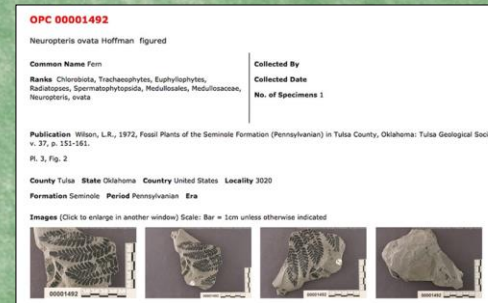 OPC 00001492
Neuropteris ovata Hoffman figured
Common Name Fern
Ranks Chlorobiota, Trachaeophytes, Euphyllophytes,
Radiatopses, Spermatophytopsida, Medullosales, Medullosaceae,
Neuropteris, ovata
Collected By
Collected Date
No. of Specimens 1
Publication Wilson, L.R., 1972, Fossil Plants of the Seminole Formation (Pennsylvanian) in Tulsa County, Oklahoma: Tulsa Geological Soci
v. 37, p. 151-161.
Pl. 3, Fig. 2
County Tulsa State Oklahoma Country United States Locality 3020
Formation Seminole Period Pennsylvanian Era
Images (Click to enlarge in another window) Scale: Bar = 1cm unless otherwise indicated
00001492
00001492
00001492
00001492